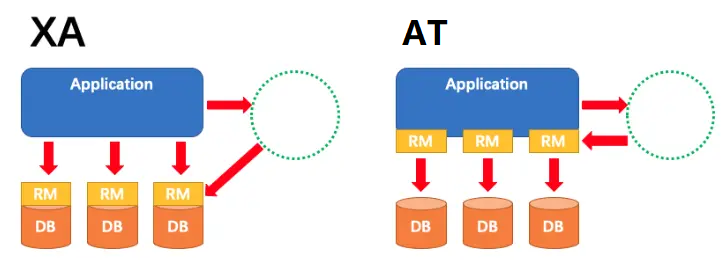 XA
AT
Application
Application
RM
RM
RM
RM
RM
RM
DB
DB
DB
DB
DB
DB